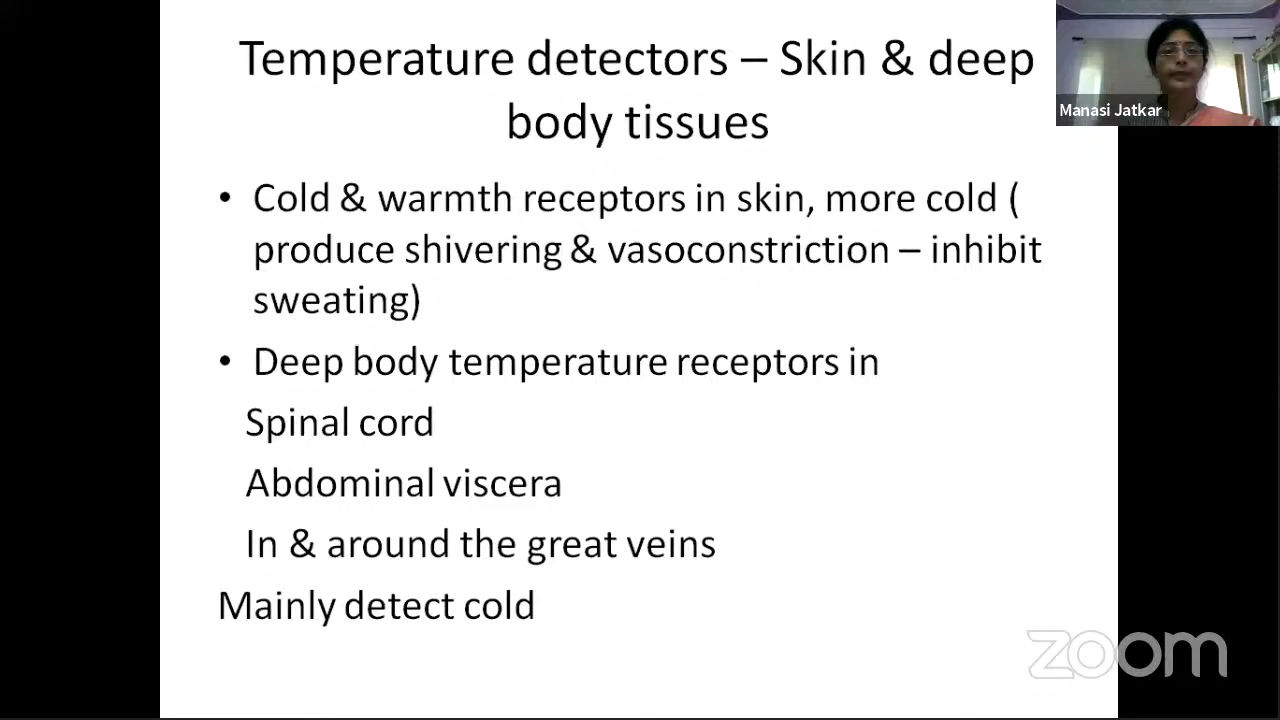 Temperature detectors – Skin & deep
body tissues
Manasi Jatkar
• Cold & warmth receptors in skin, more cold (
produce shivering & vasoconstriction – inhibit
sweating)
• Deep body temperature receptors in
Spinal cord
Abdominal viscera
In & around the great veins
Mainly detect cold
zoom